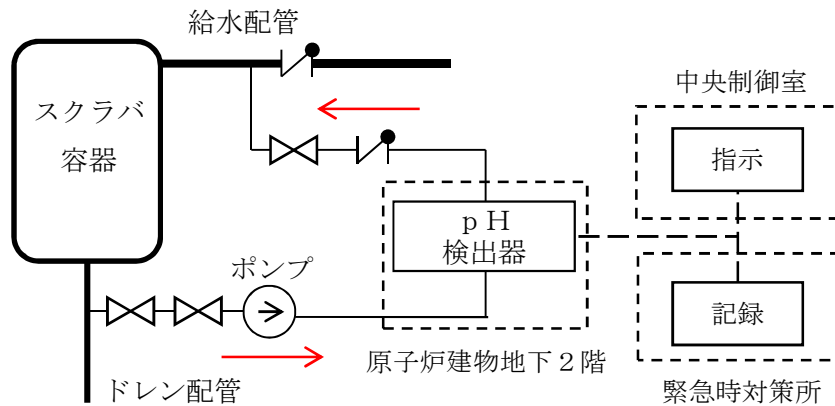 給水配管
スクラバ
容器
中央制御室
指示
ｐＨ
検出器
ポンプ
記録
原子炉建物地下２階
ドレン配管
緊急時対策所